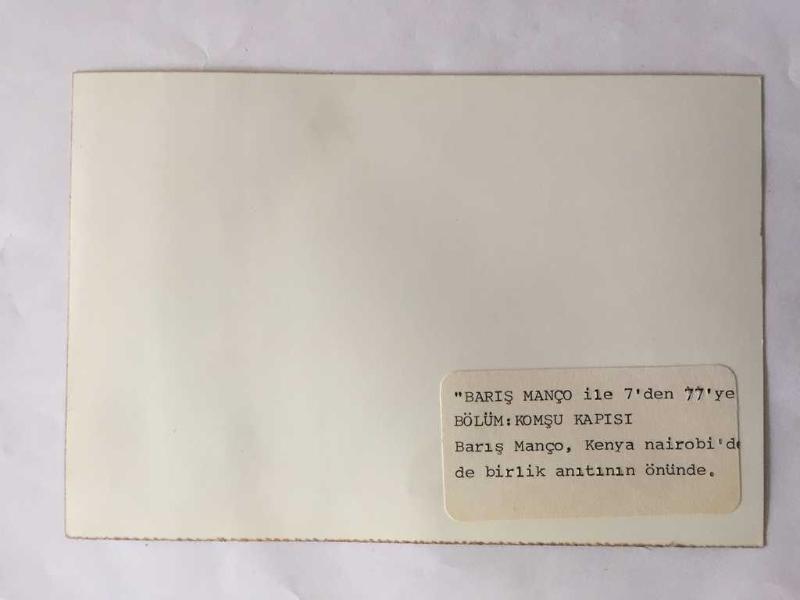 "BARIŞ MANÇO ile 7'den 77'ye
BÖLÜM:KOMŞU KAPISI
Barış Manço, Kenya nairobi'de
de birlik anıtının önünde.